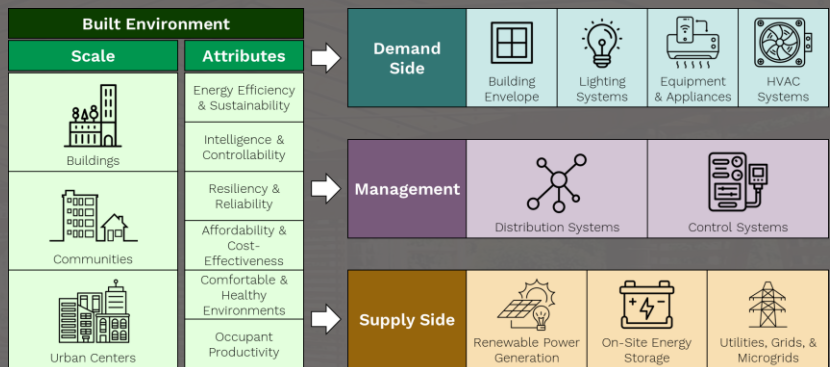 Built Environment
Scale
Attributes
Buildings
Communities
Urban Centers
Energy Efficiency
& Sustainability
Intelligence &
Controllability
Resiliency &
Reliability
Affordability &
Cost-
Effectiveness
Comfortable &
Healthy
Environments
Occupant
Productivity
Demand
Side
Building
Envelope
Lighting
Systems
Equipment
& Appliances
HVAC
Systems
Management
Distribution Systems
Control Systems
Supply Side
Renewable Power
Generation
On-Site Energy
Storage
Utilities, Grids, &
Microgrids